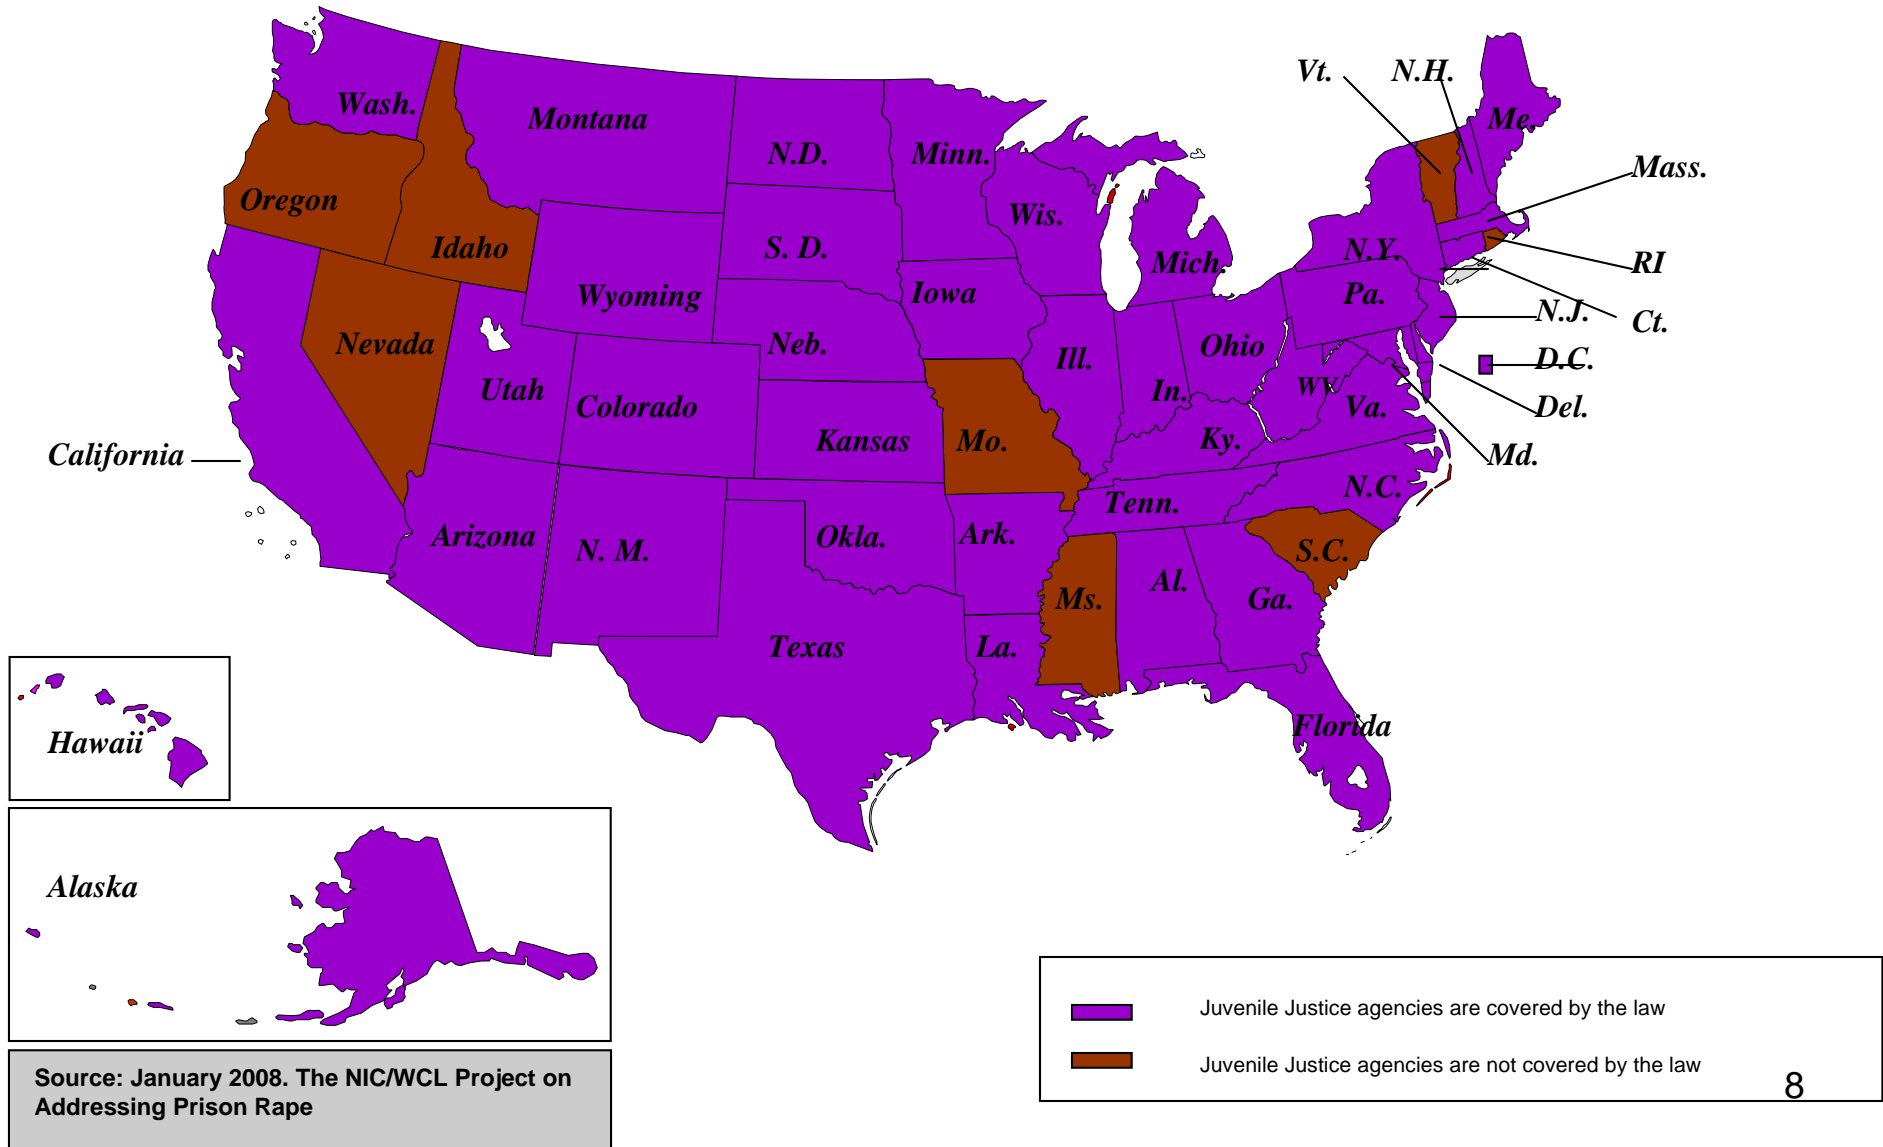 Vt.
N.H.
Wash.
Montana
Me.
N.D.
Minn.
Mass.
Oregon
Wis.
Idaho
S. D.
N.Y.
Mich.
RI
Wyoming
Iowa
Pa.
N.J.
Ct.
Nevada
Neb.
Ill.
Ohio
D.C.
Utah
Colorado
In.
WV
Va.
Del.
California
Kansas
Mo.
Ky.
Md.
N.C.
Tenn.
Arizona
N. M.
Okla.
Ark.
S.C.
Ms.
Al.
Ga.
Texas
La.
Florida
Hawaii
Alaska
Juvenile Justice agencies are covered by the law
Juvenile Justice agencies are not covered by the law
Source: January 2008. The NIC/WCL Project on
Addressing Prison Rape
8